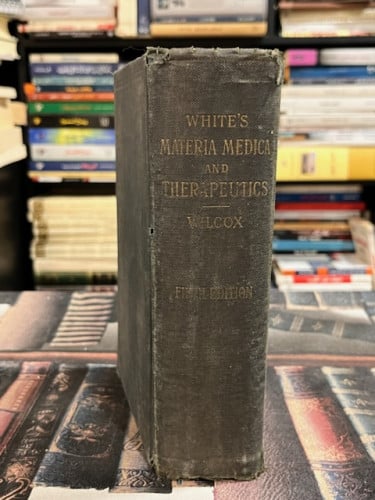 WHITE'S
MATERIA MEDICA
AND
THERAPEUTICS
WILCOX
FIFTH EDITION